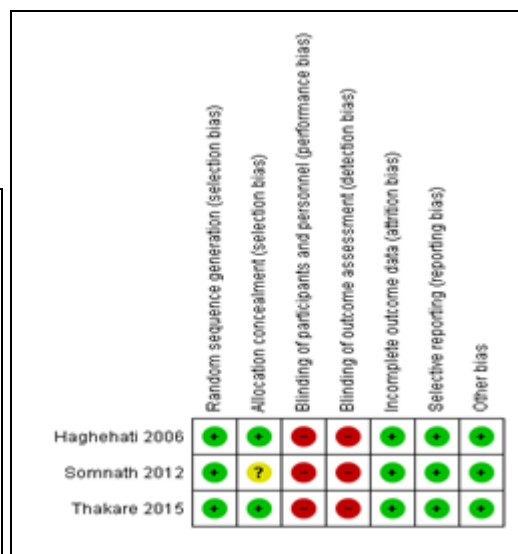 Random sequence generation (selection bias)
Allocation concealment (selection bias)
Blinding of participants and personnel (performance bias)
Blinding of outcome assessment (detection bias)
Incomplete outcome data (attrition bias)
Selective reporting (reporting bias)
Other bias
Haghehati 2006 + + - - + + +
Somnath 2012 + ? - - + + +
Thakare 2015 + + - - + + +